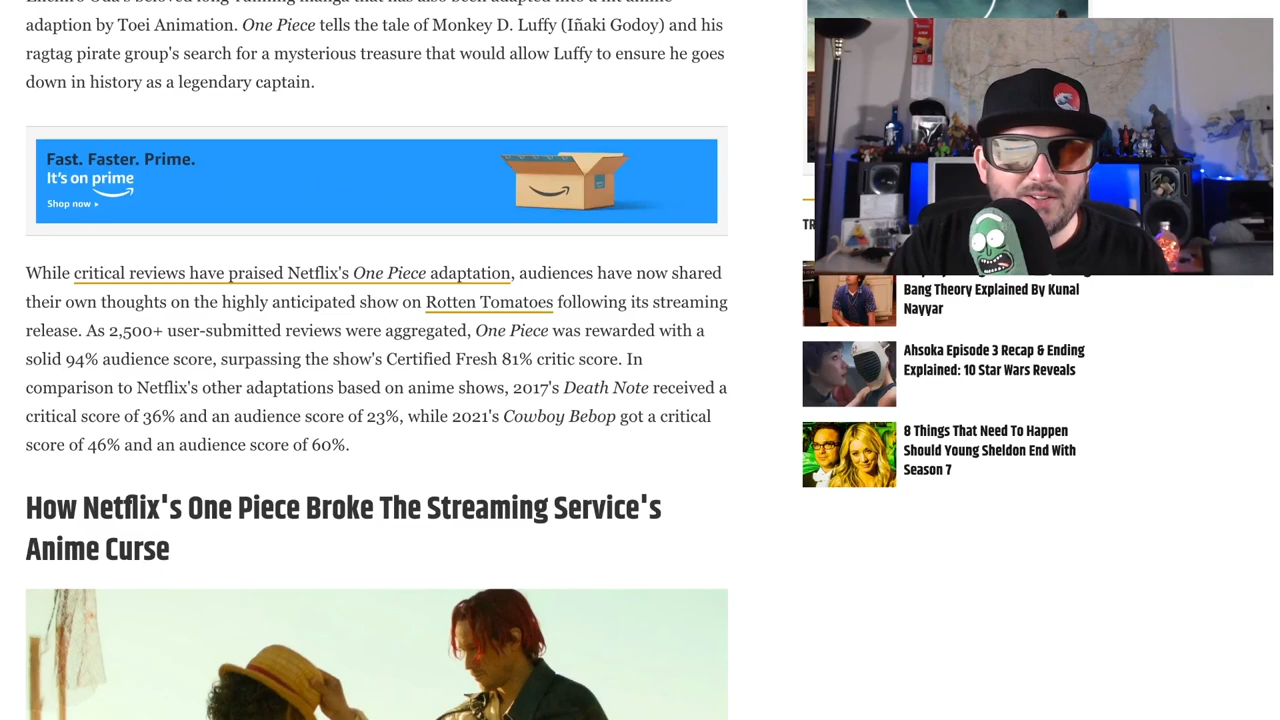 adaption by Toei Animation. One Piece tells the tale of Monkey D. Luffy (Iñaki Godoy) and his
ragtag pirate group's search for a mysterious treasure that would allow Luffy to ensure he goes
down in history as a legendary captain.
Fast. Faster. Prime.
It's on prime
Shop now ▸
While critical reviews have praised Netflix's One Piece adaptation, audiences have now shared
their own thoughts on the highly anticipated show on Rotten Tomatoes following its streaming
release. As 2,500+ user-submitted reviews were aggregated, One Piece was rewarded with a
solid 94% audience score, surpassing the show's Certified Fresh 81% critic score. In
comparison to Netflix's other adaptations based on anime shows, 2017's Death Note received a
critical score of 36% and an audience score of 23%, while 2021's Cowboy Bebop got a critical
score of 46% and an audience score of 60%.
How Netflix's One Piece Broke The Streaming Service's
Anime Curse
Bang Theory Explained By Kunal
Nayyar
Ahsoka Episode 3 Recap & Ending
Explained: 10 Star Wars Reveals
8 Things That Need To Happen
Should Young Sheldon End With
Season 7